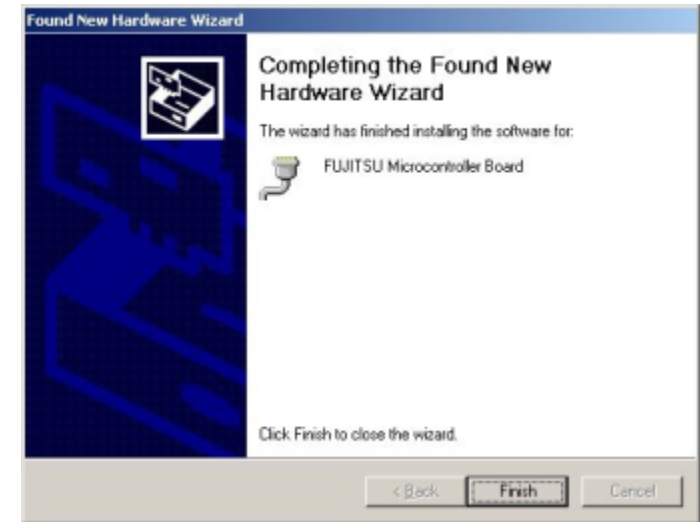 Found New Hardware Wizard
Completing the Found New
Hardware Wizard
The wizard has finished installing the software for:
FUJITSU Microcontroller Board
Click Finish to close the wizard.
< Back
Finish
Cancel